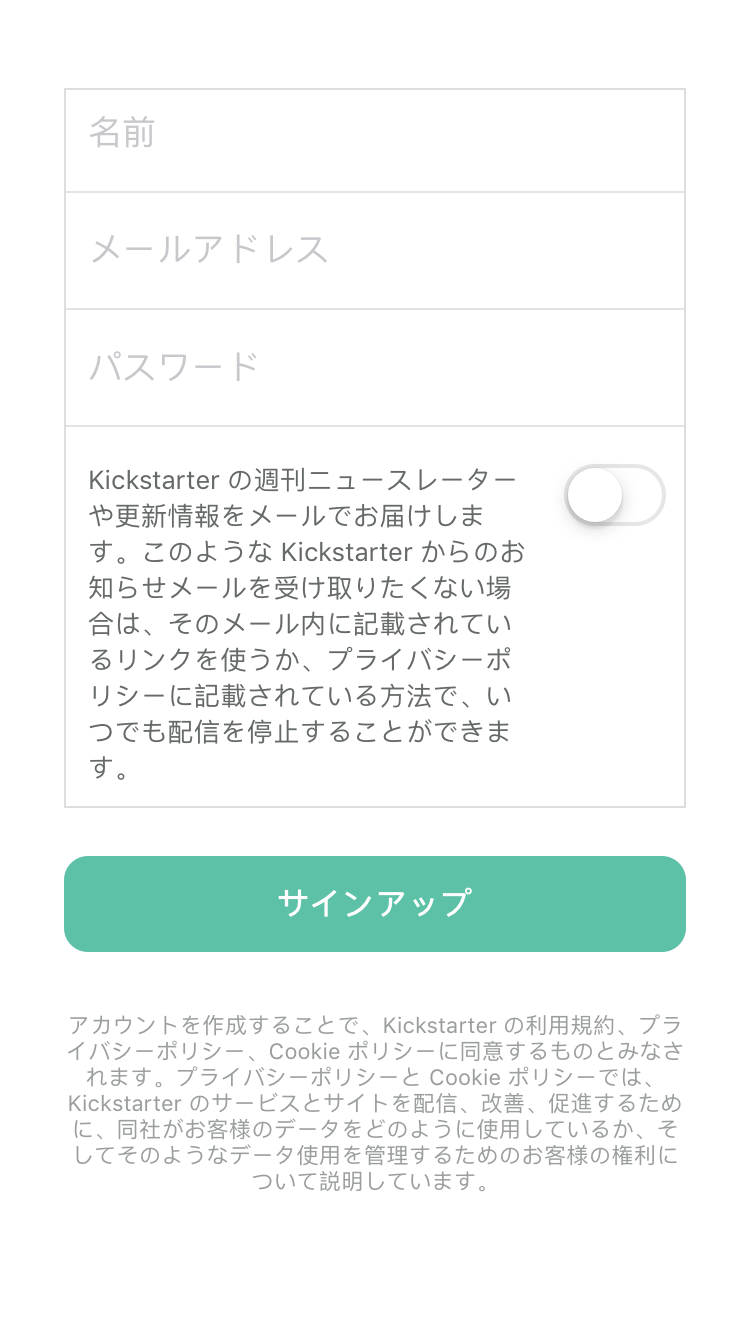 名前
メールアドレス
パスワード
Kickstarter の週刊ニュースレーター
や更新情報をメールでお届けしま
す。このような Kickstarter からのお
知らせメールを受け取りたくない場
合は、そのメール内に記載されてい
るリンクを使うか、プライバシーポ
リシーに記載されている方法で、い
つでも配信を停止することができま
す。
サインアップ
アカウントを作成することで、Kickstarter の利用規約、プラ
イバシーポリシー、Cookie ポリシーに同意するものとみなさ
れます。プライバシーポリシーと Cookie ポリシーでは、
Kickstarter のサービスとサイトを配信、改善、促進するため
に、同社がお客様のデータをどのように使用しているか、そ
してそのようなデータ使用を管理するためのお客様の権利に
ついて説明しています。